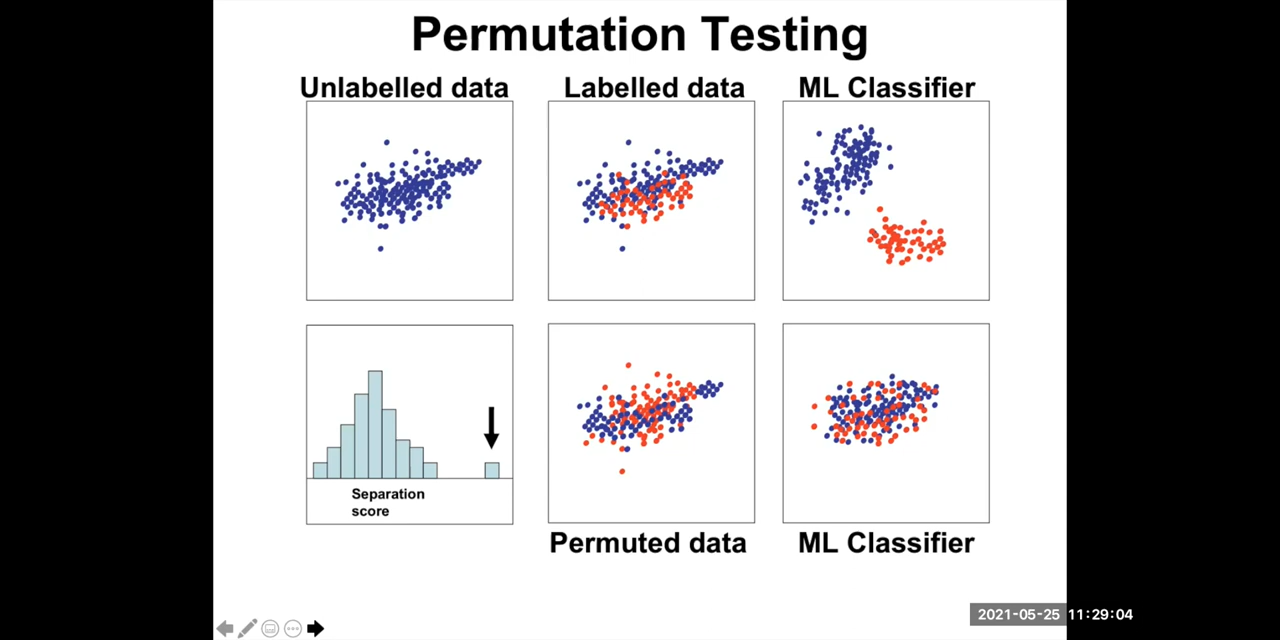 Permutation Testing
Unlabelled data
Labelled data
ML Classifier
Separation
score
Permuted data
ML Classifier
2021-05-25 11:29:04